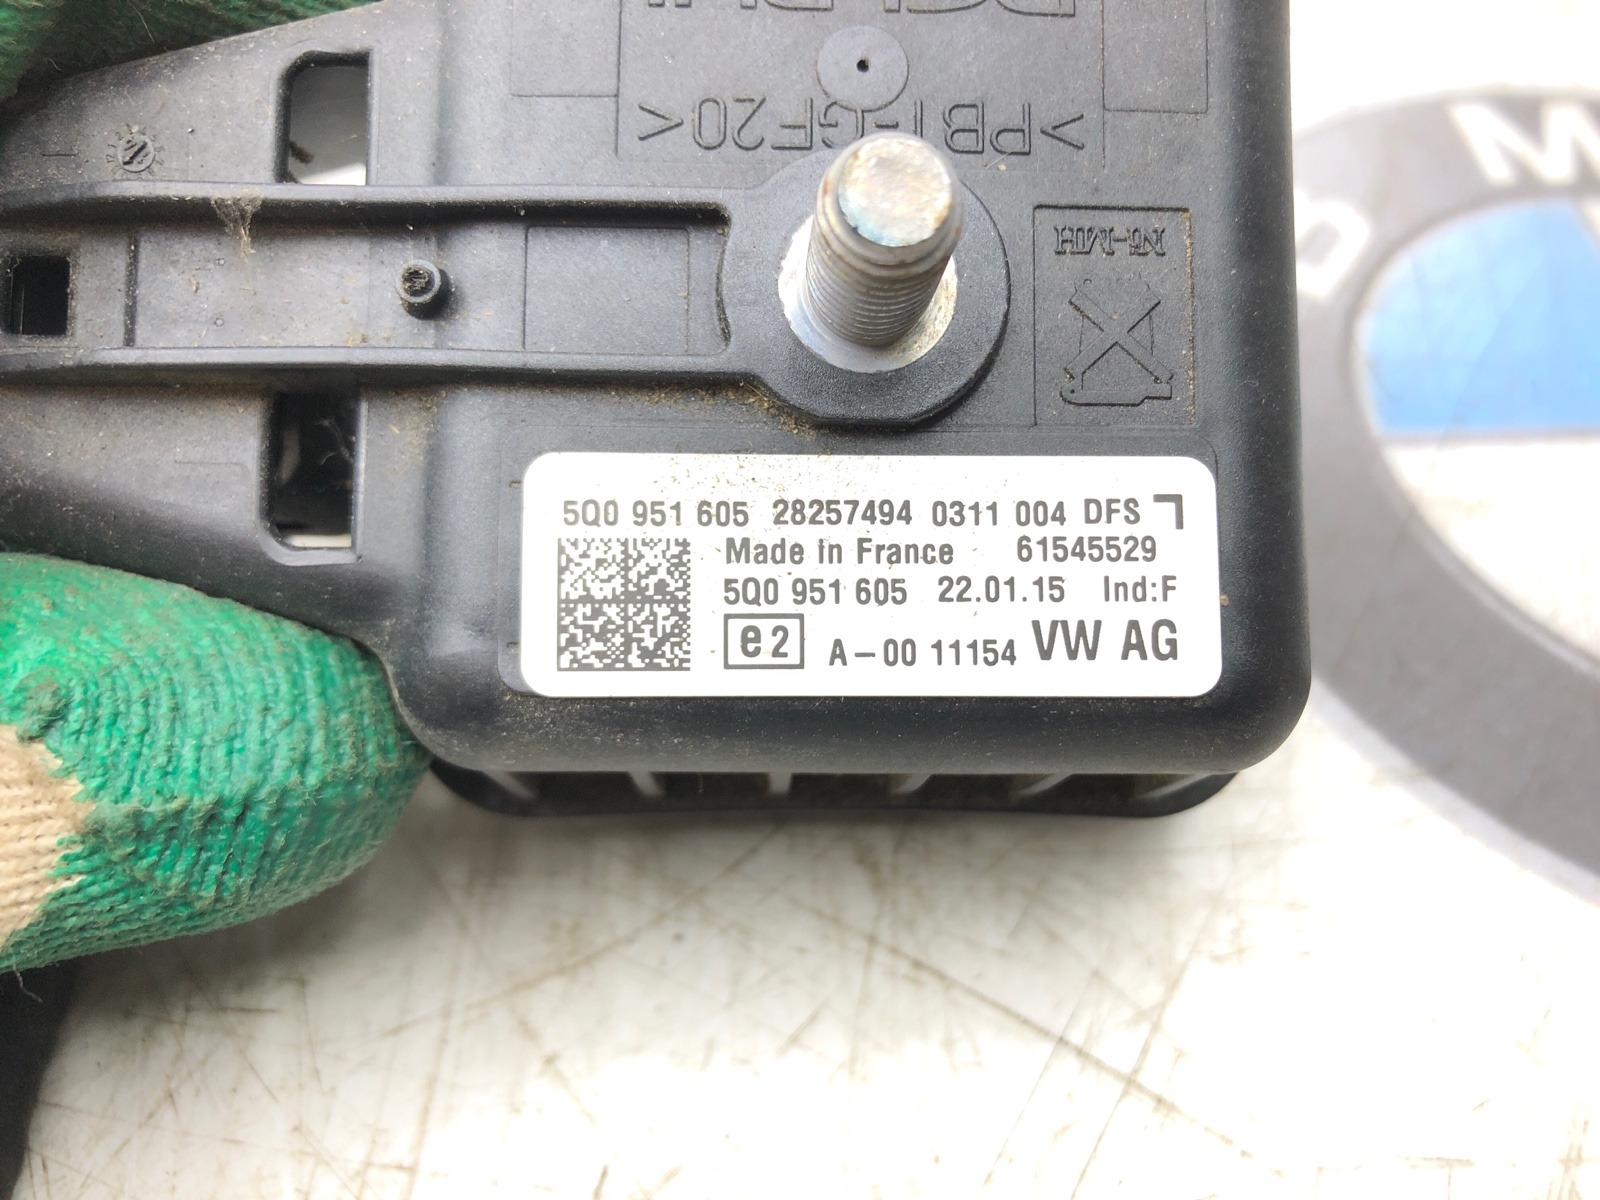 >PBT-GF20<
Ni-MH
5Q0 951 605 28257494 0311 004 DFS
Made in France 61545529
5Q0 951 605 22.01.15 Ind:F
e2 A-00 11154 VW AG
M